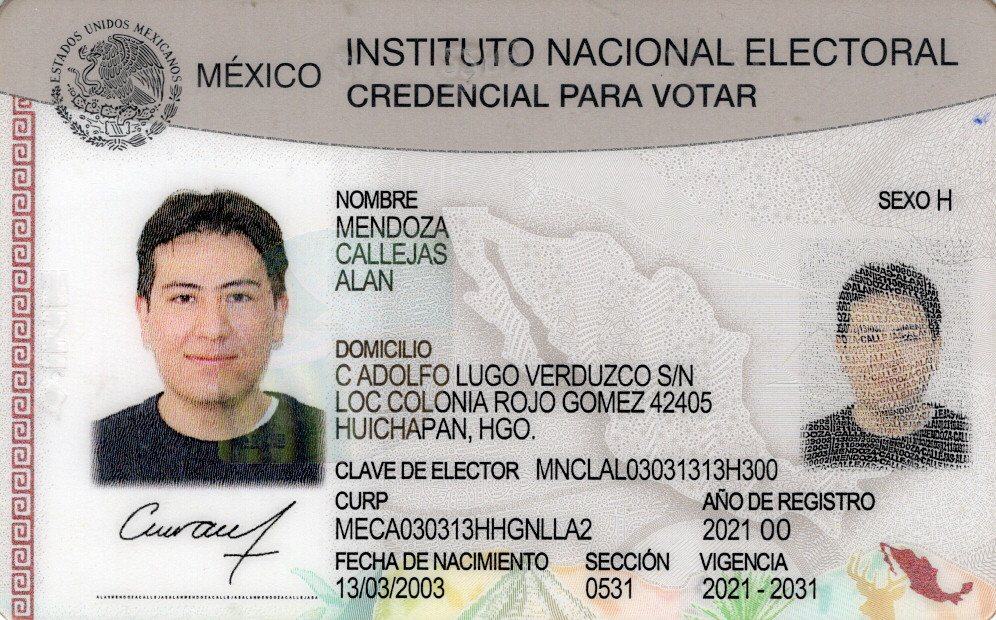 ESTADOS UNIDOS MEXICANOS
MÉXICO
INSTITUTO NACIONAL ELECTORAL
CREDENCIAL PARA VOTAR
NOMBRE
MENDOZA
CALLEJAS
ALAN
SEXO H
DOMICILIO
C ADOLFO LUGO VERDUZCO S/N
LOC COLONIA ROJO GOMEZ 42405
HUICHAPAN, HGO.
CLAVE DE ELECTOR MNCLAL03031313H300
CURP
MECA030313HHGNLLA2
AÑO DE REGISTRO
2021 00
FECHA DE NACIMIENTO
13/03/2003
SECCIÓN
0531
VIGENCIA
2021 - 2031